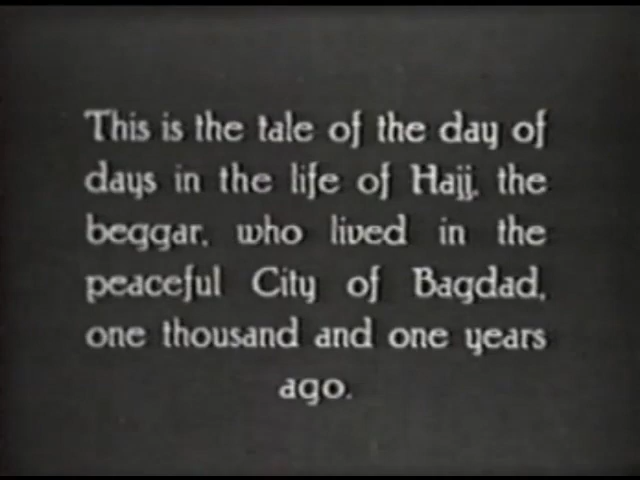 This is the tale of the day of
days in the life of Hajj, the
beggar, who lived in the
peaceful City of Bagdad,
one thousand and one years
ago.